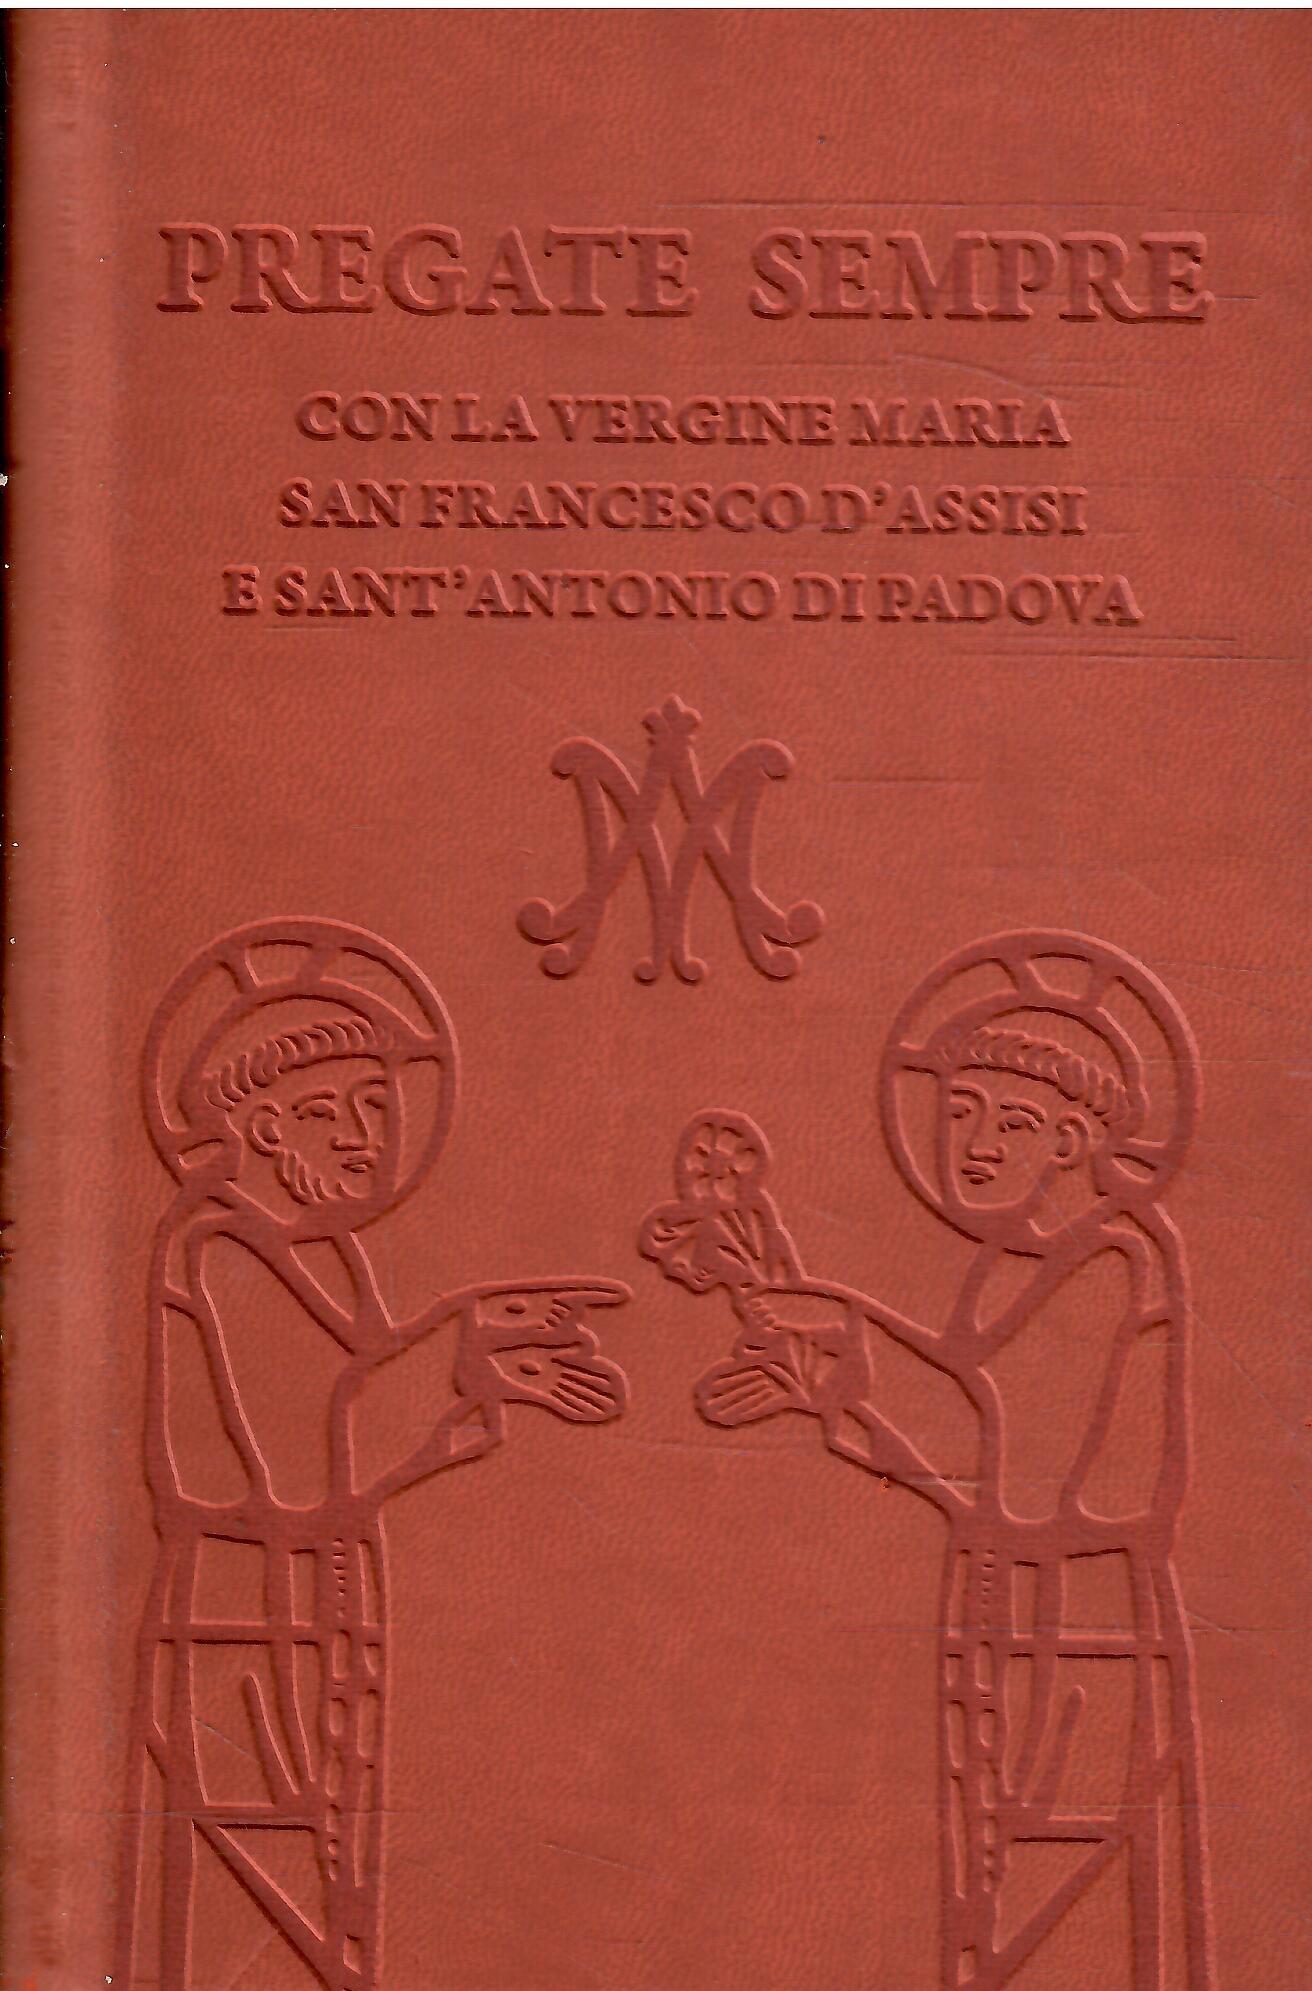 PREGATE SEMPRE
CON LA VERGINE MARIA
SAN FRANCESCO D'ASSISI
E SANT'ANTONIO DI PADOVA